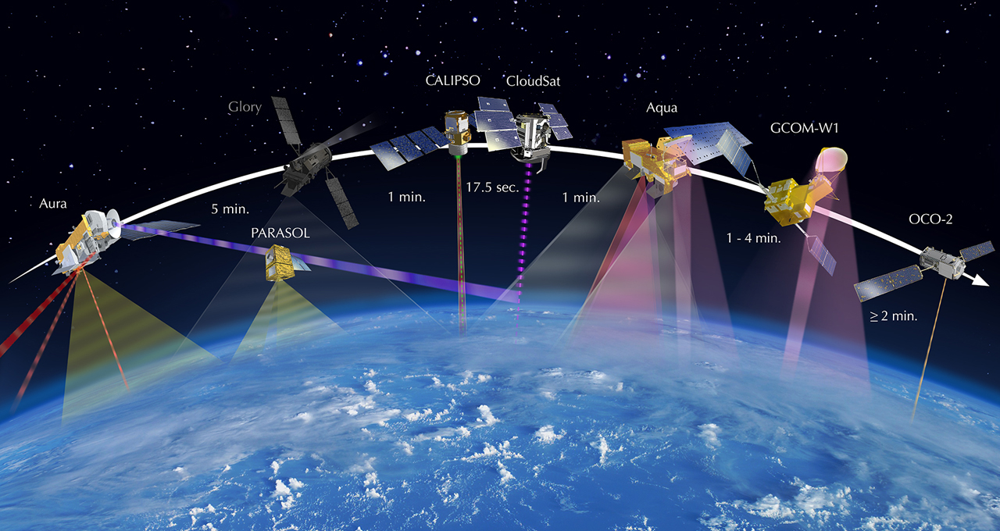 CALIPSO
CloudSat
Glory
Aqua
GCOM-W1
Aura
5 min.
1 min.
17.5 sec.
1 min.
OCO-2
PARASOL
1 - 4 min.
≥ 2 min.